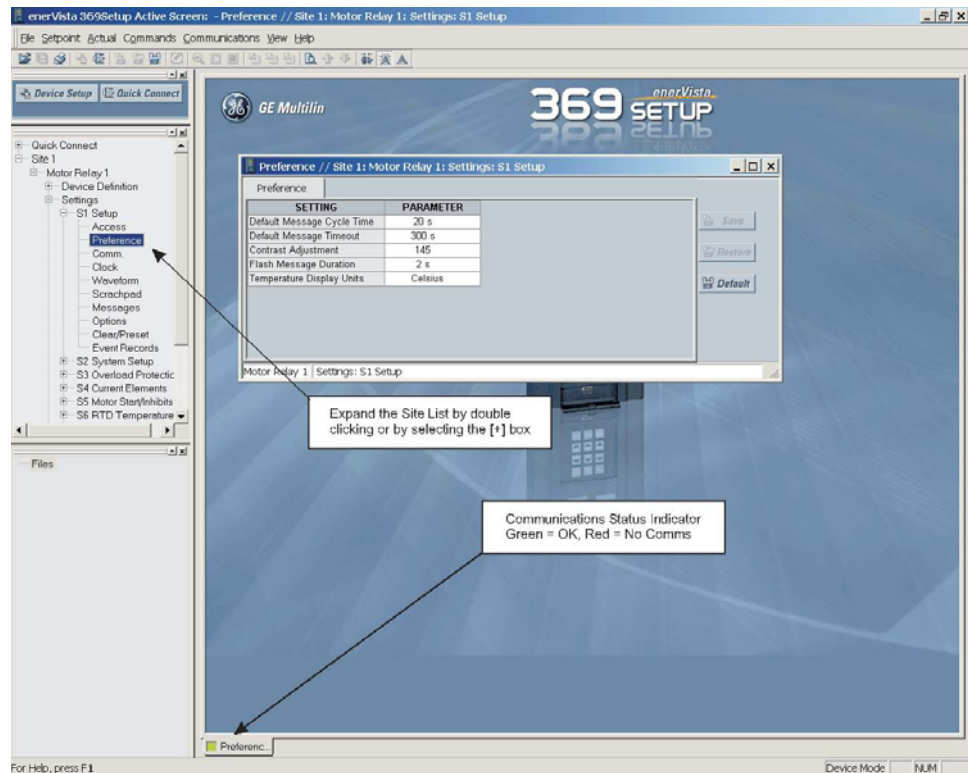 enerVista 369Setup Active Screen: - Preference // Site 1: Motor Relay 1: Settings: S1 Setup
File Setpoint Actual Commands Communications View Help
Device Setup Quick Connect
GE Multilin
enerVista
369 SETUP
Quick Connect
Site 1
Motor Relay 1
Device Definition
Settings
S1 Setup
Access
Preference
Comm.
Clock
Waveform
Scrachpad
Messages
Options
Clear/Preset
Event Records
S2 System Setup
S3 Overload Protectic
S4 Current Elements
S5 Motor Start/Inhibits
S6 RTD Temperature
Files
Preference // Site 1: Motor Relay 1: Settings: S1 Setup
Preference
SETTING PARAMETER
Default Message Cycle Time 20 s
Default Message Timeout 300 s
Contrast Adjustment 145
Flash Message Duration 2 s
Temperature Display Units Celsius
Save
Restore
Default
Motor Relay 1 Settings: S1 Setup
Expand the Site List by double
clicking or by selecting the [+] box
Communications Status Indicator
Green = OK, Red = No Comms
Preferenc...
For Help, press F1
Device Mode NUM